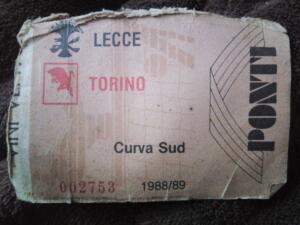 LECCE
TORINO
Curva Sud
002753 1988/89
PONTI